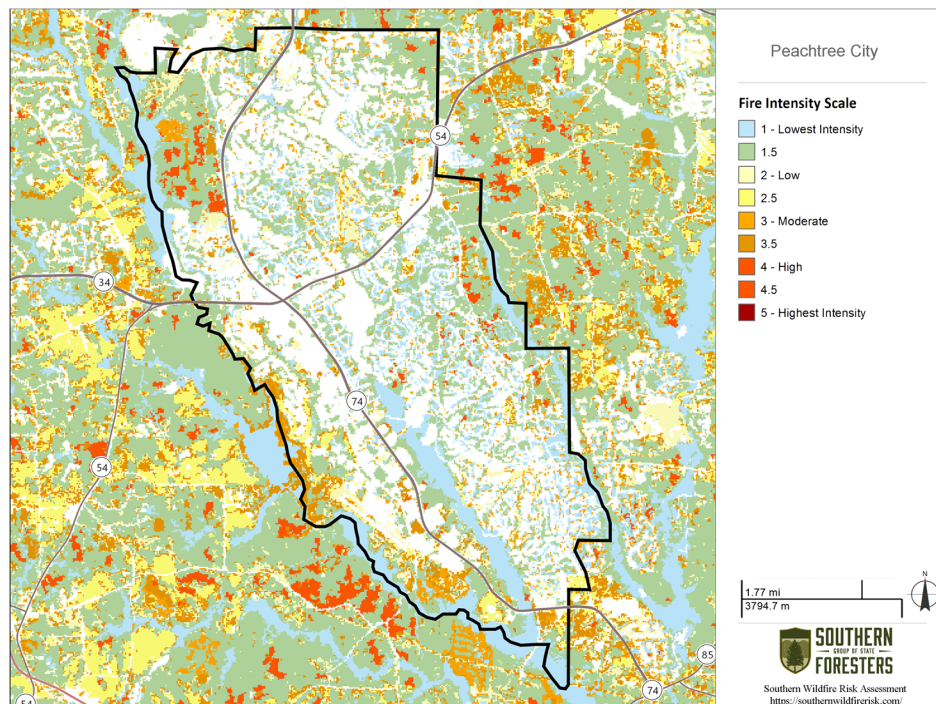 Peachtree City
Fire Intensity Scale
1 - Lowest Intensity
1.5
2 - Low
2.5
3 - Moderate
3.5
4 - High
4.5
5 - Highest Intensity
54
54
34
74
54
85
74
54
N
1.77 mi
3794.7 m
SOUTHERN
GROUP OF STATE
FORESTERS
Southern Wildfire Risk Assessment
https://southernwildfirerisk.com/